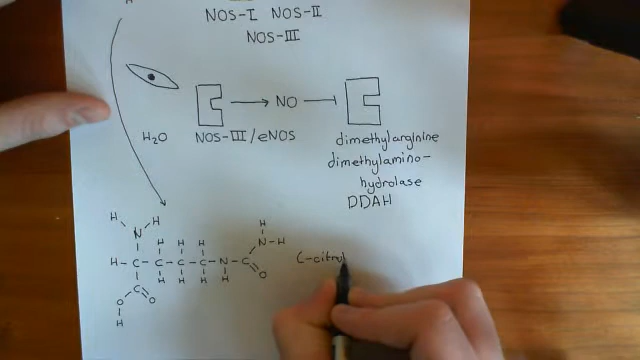 H
NOS-I NOS-II
NOS-III
NO
H₂O
NOS-III/eNOS
dimethylarginine
dimethylamino-
hydrolase
DDAH
H
H H H
N H H H N-H
H-C-C-C-C-N-C
H H H H O
C
O O
H
L-citrul